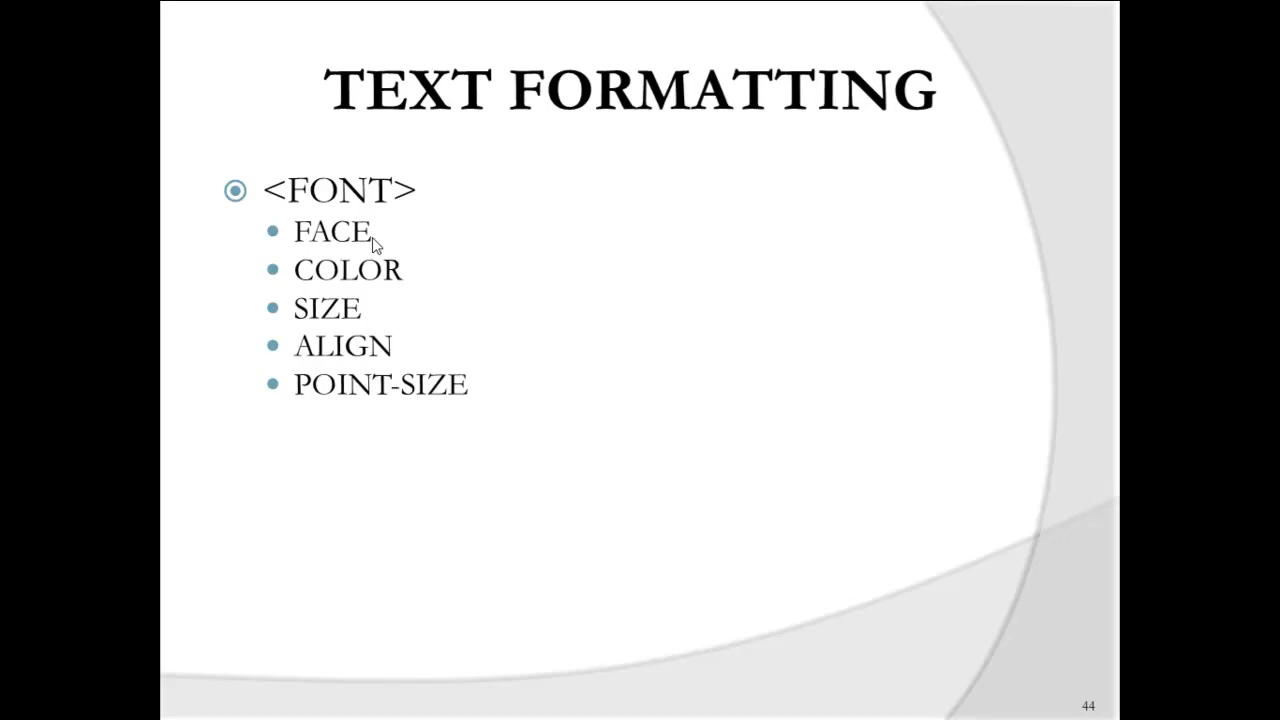 TEXT FORMATTING
<FONT>
FACE
COLOR
SIZE
ALIGN
POINT-SIZE
44